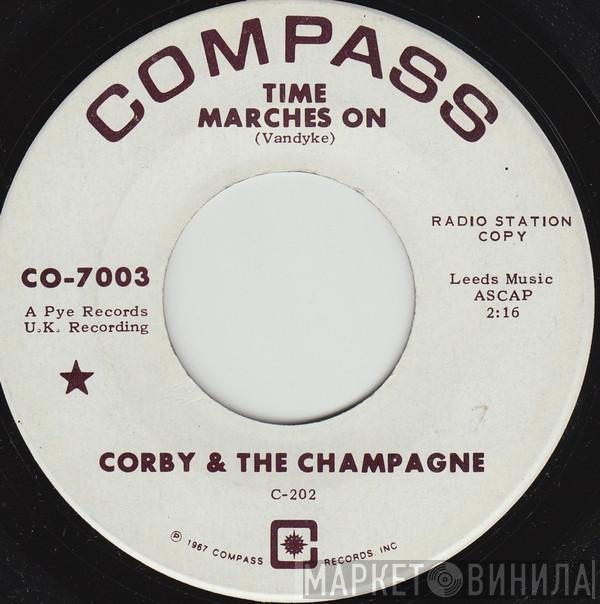 COMPASS
TIME
MARCHES ON
(Vandyke)
RADIO STATION
COPY
CO-7003
A Pye Records
U.K. Recording
Leeds Music
ASCAP
2:16
CORBY & THE CHAMPAGNE
C-202
℗ 1967 COMPASS RECORDS, INC
МАРКЕТ ВИНИЛА